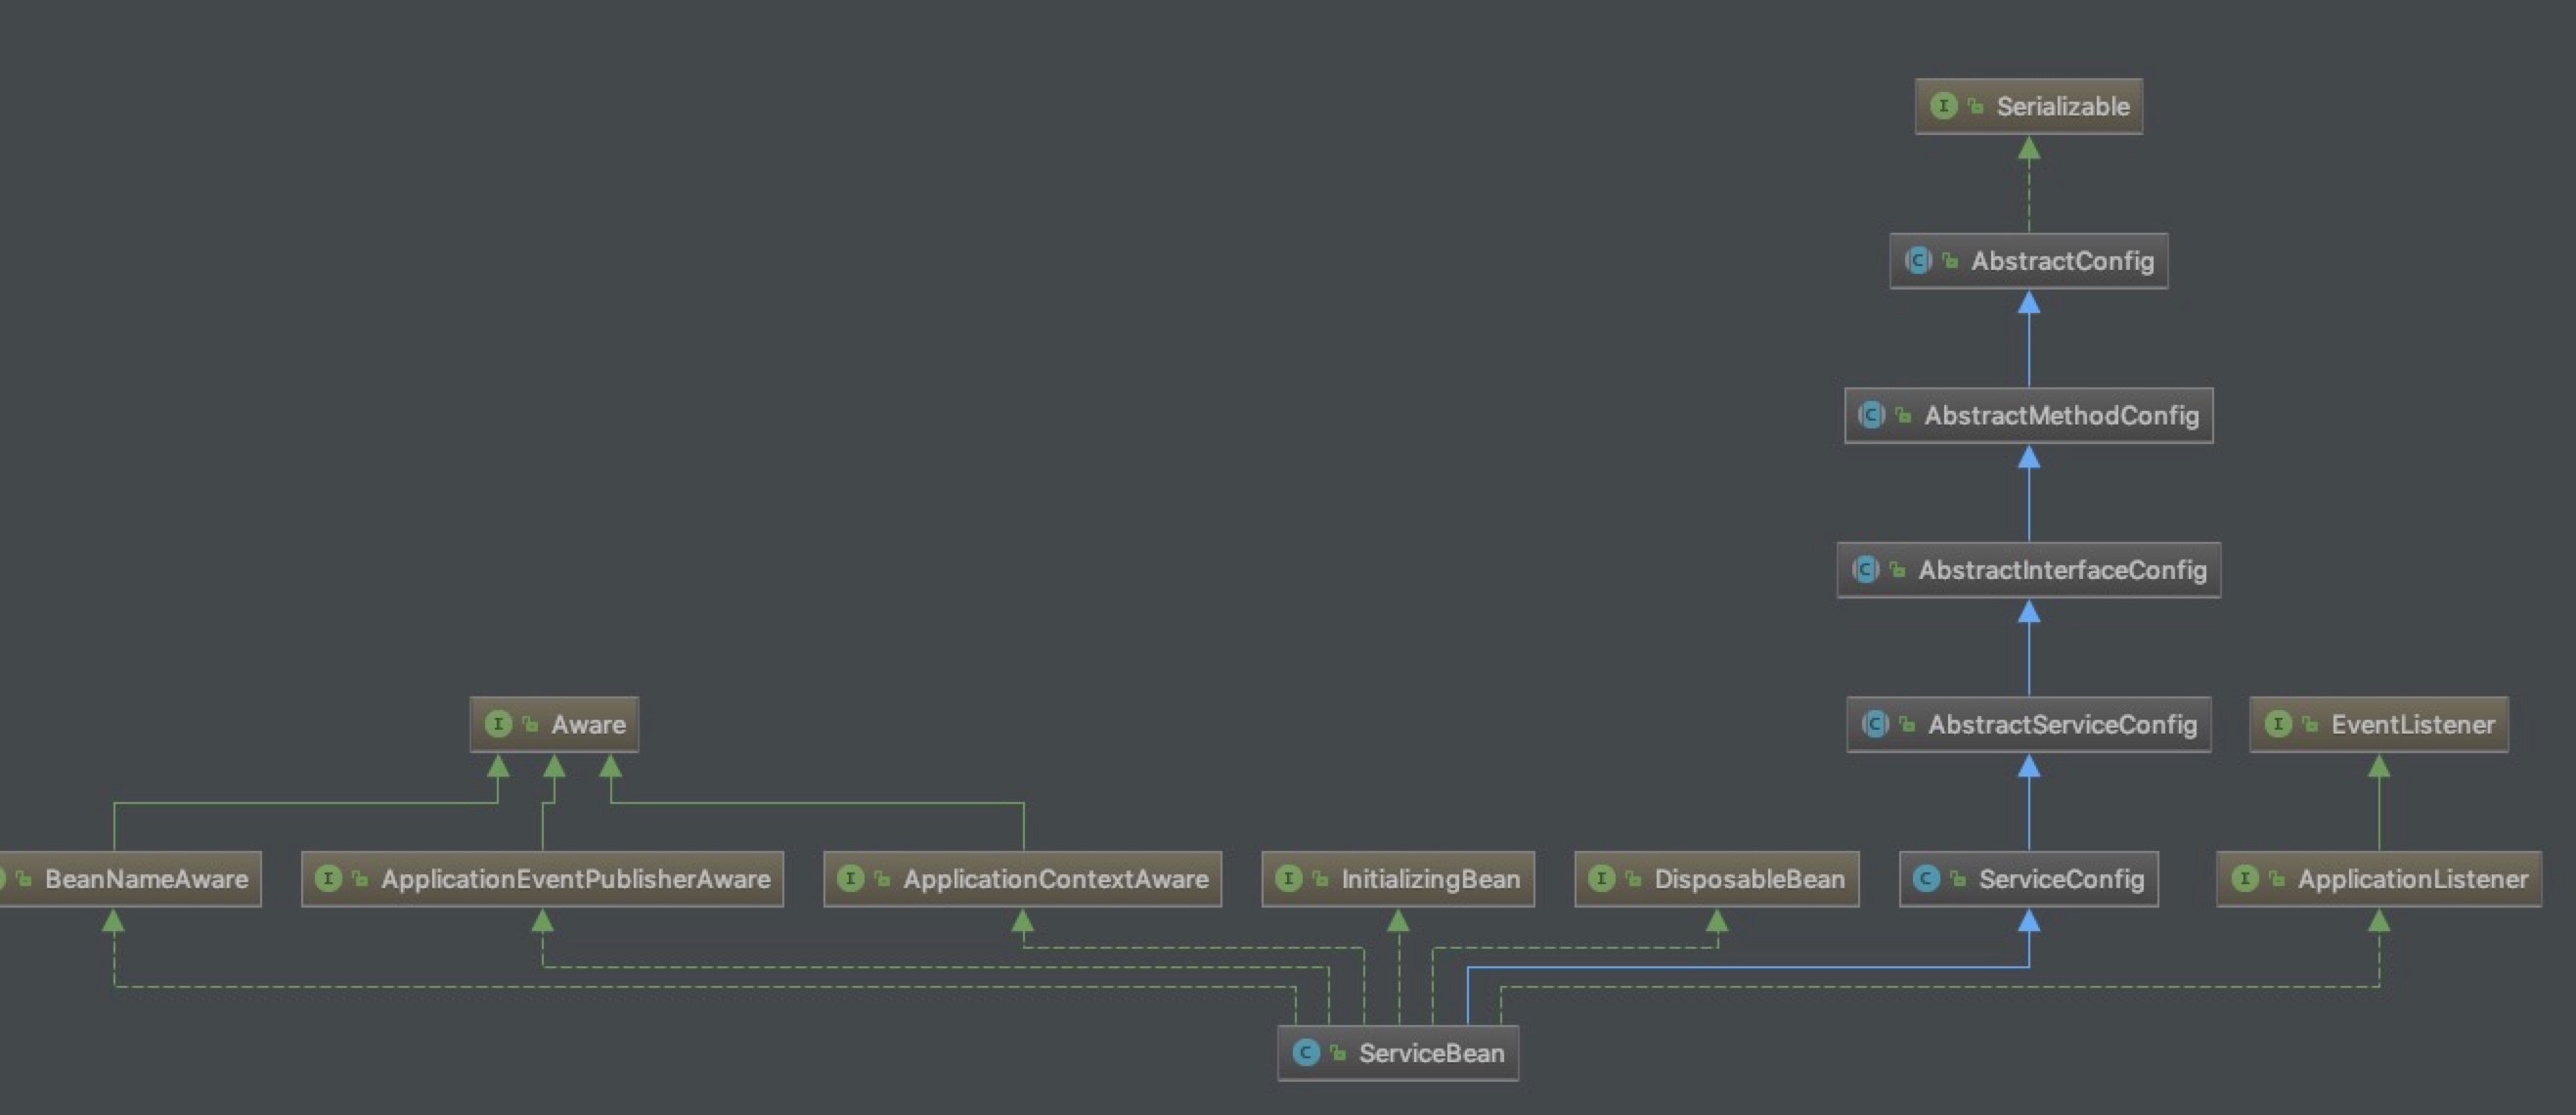 Serializable
AbstractConfig
AbstractMethodConfig
AbstractInterfaceConfig
Aware
AbstractServiceConfig
EventListener
BeanNameAware
ApplicationEventPublisherAware
ApplicationContextAware
InitializingBean
DisposableBean
ServiceConfig
ApplicationListener
ServiceBean